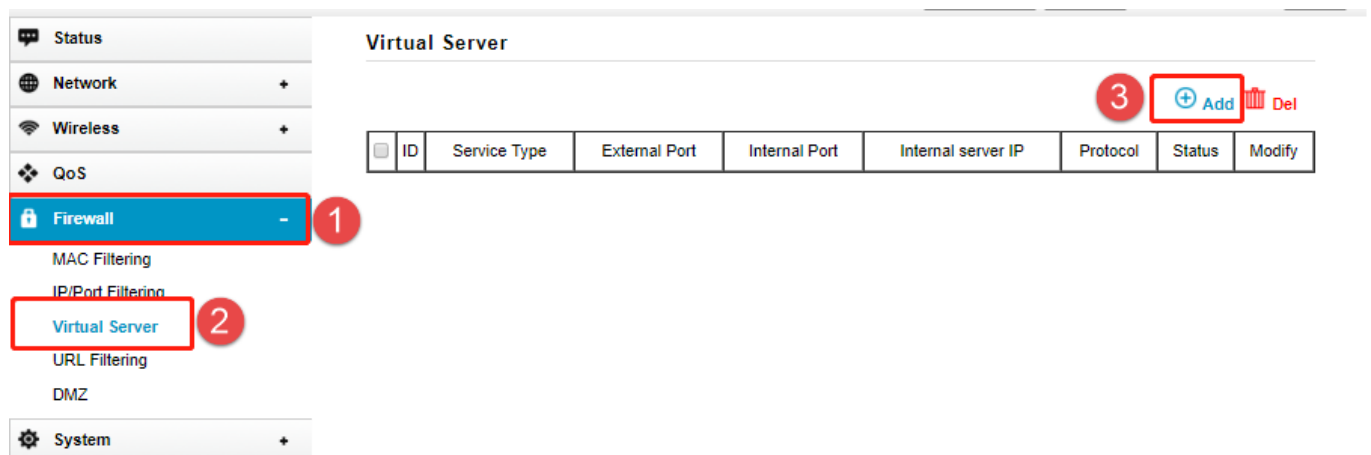 Status
Network +
Wireless +
QoS
Firewall -
1
MAC Filtering
IP/Port Filtering
Virtual Server
2
URL Filtering
DMZ
System +
Virtual Server
3
Add Del
ID Service Type External Port Internal Port Internal server IP Protocol Status Modify